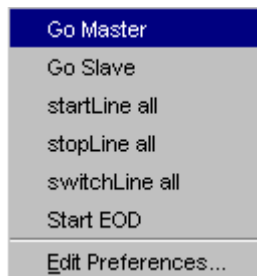 Go Master
Go Slave
startLine all
stopLine all
switchLine all
Start EOD
Edit Preferences...